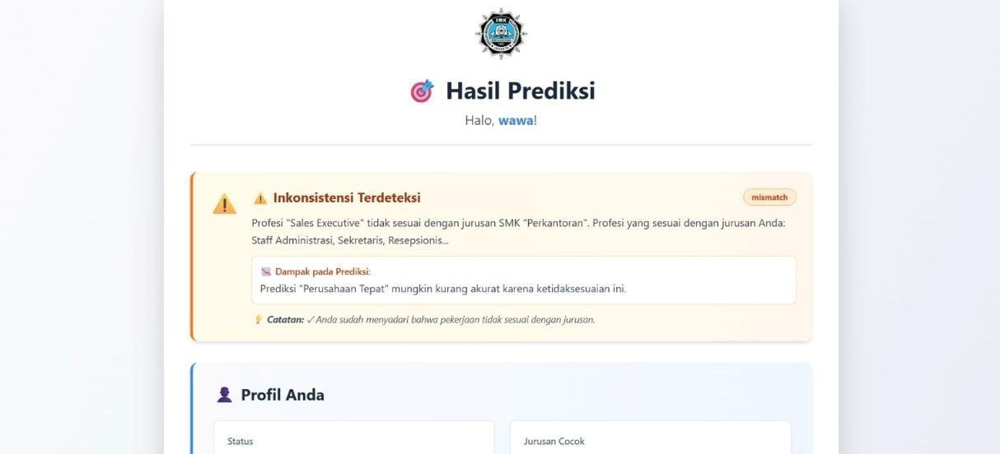 SMK
JAKARTA
Hasil Prediksi
Halo, wawa!
Inkonsistensi Terdeteksi
mismatch
Profesi "Sales Executive" tidak sesuai dengan jurusan SMK "Perkantoran". Profesi yang sesuai dengan jurusan Anda:
Staff Administrasi, Sekretaris, Resepsionis...
Dampak pada Prediksi:
Prediksi "Perusahaan Tepat" mungkin kurang akurat karena ketidaksesuaian ini.
Catatan: ✓ Anda sudah menyadari bahwa pekerjaan tidak sesuai dengan jurusan.
Profil Anda
Status
Jurusan Cocok